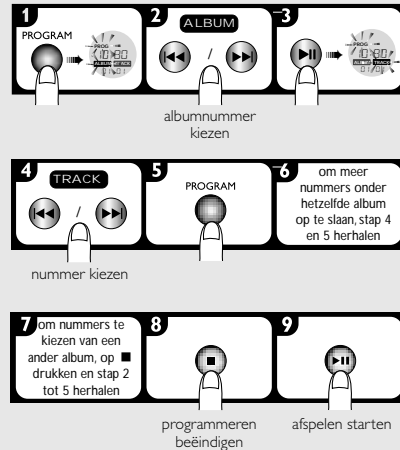 1
PROGRAM
2
ALBUM
/
albumnummer
kiezen
3
4
TRACK
/
nummer kiezen
5
PROGRAM
6
om meer
nummers onder
hetzelfde album
op te slaan, stap 4
en 5 herhalen
7
om nummers te
kiezen van een
ander album, op ■
drukken en stap 2
tot 5 herhalen
8
programmeren
beëindigen
9
afspelen starten